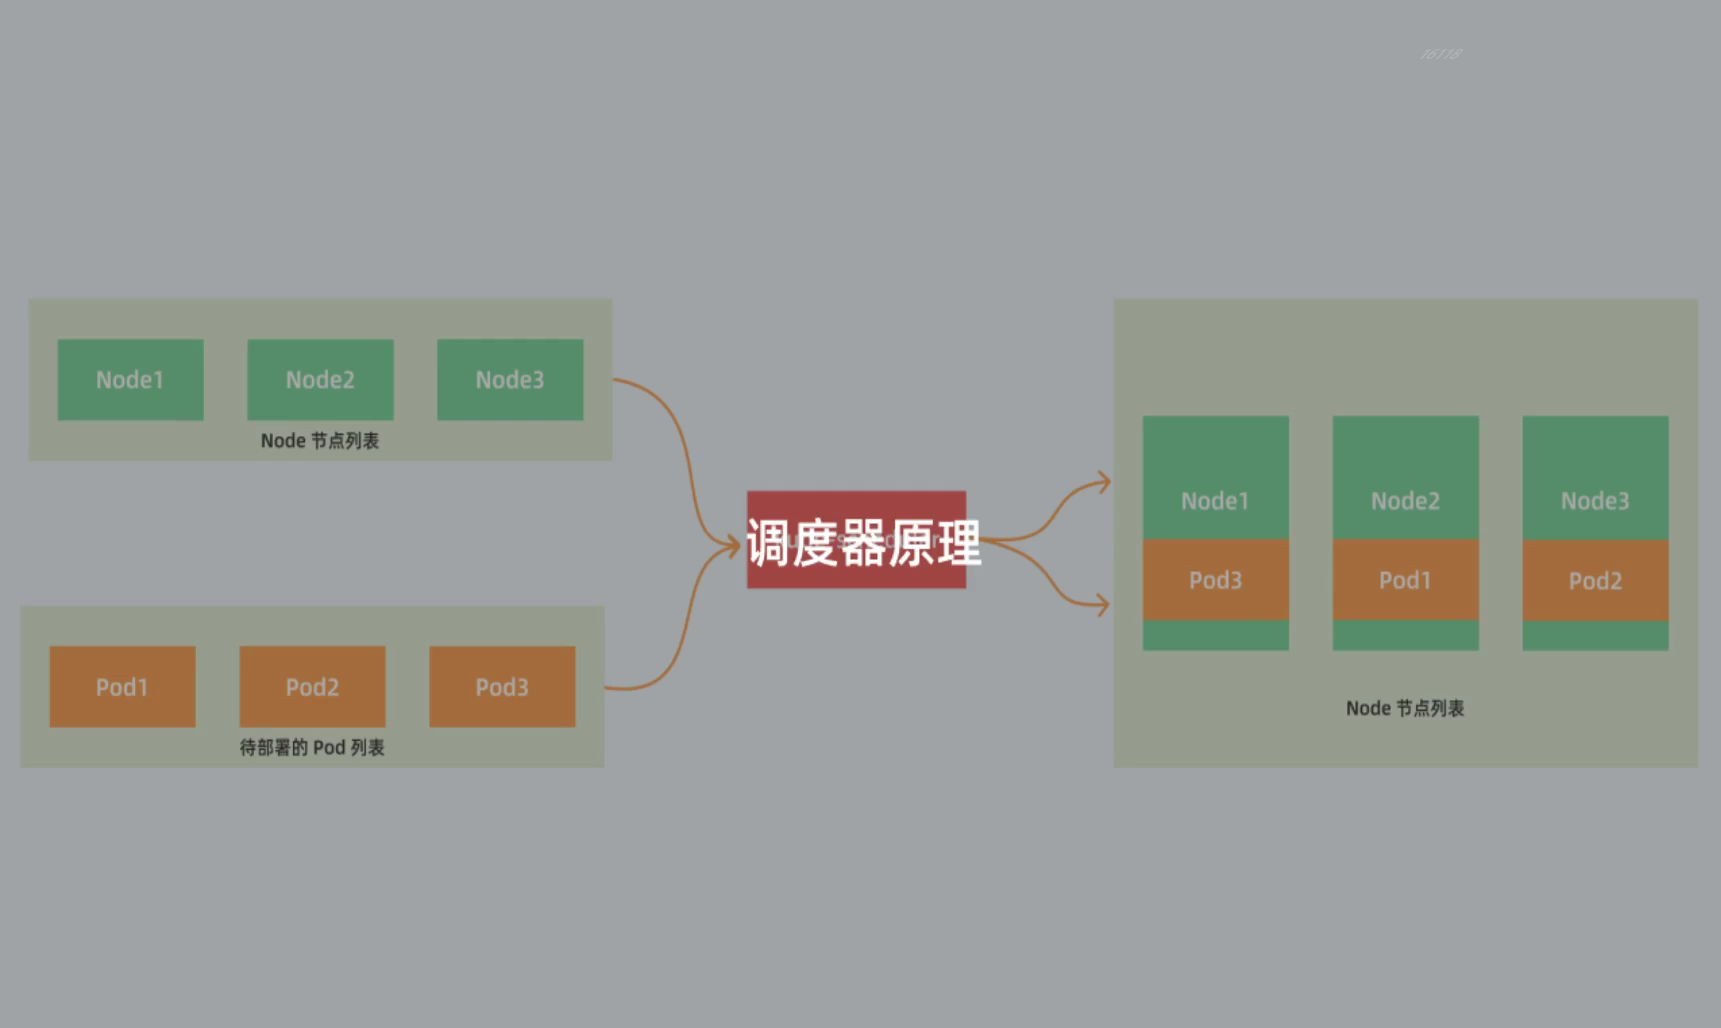 16118
Node1 Node2 Node3
Node 节点列表
Pod1 Pod2 Pod3
待部署的 Pod 列表
调度器原理
Node1 Node2 Node3
Pod3 Pod1 Pod2
Node 节点列表